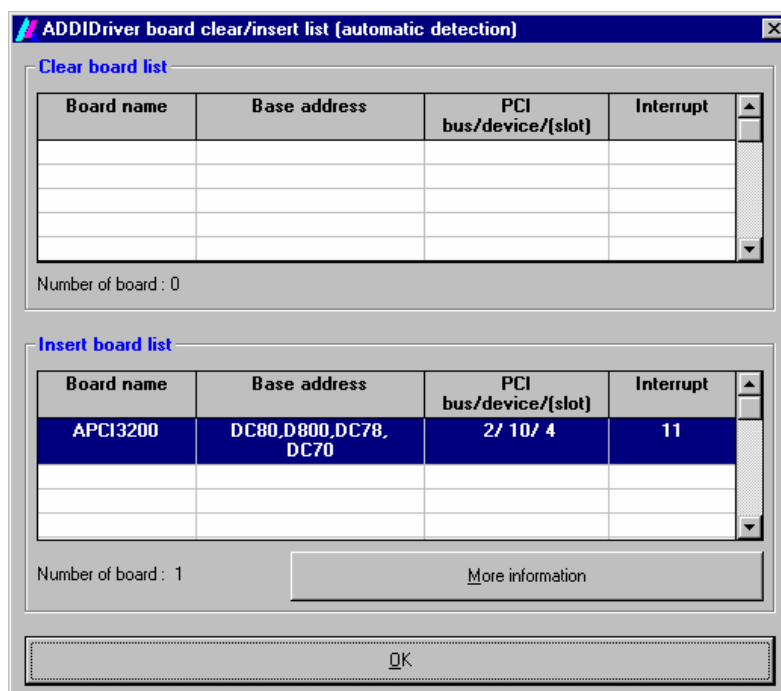 ADDIDriver board clear/insert list (automatic detection)
Clear board list
Board name Base address PCI bus/device/(slot) Interrupt
Number of board : 0
Insert board list
Board name Base address PCI bus/device/(slot) Interrupt
APCI3200 DC80,D800,DC78, DC70 2/ 10/ 4 11
Number of board : 1 More information
OK